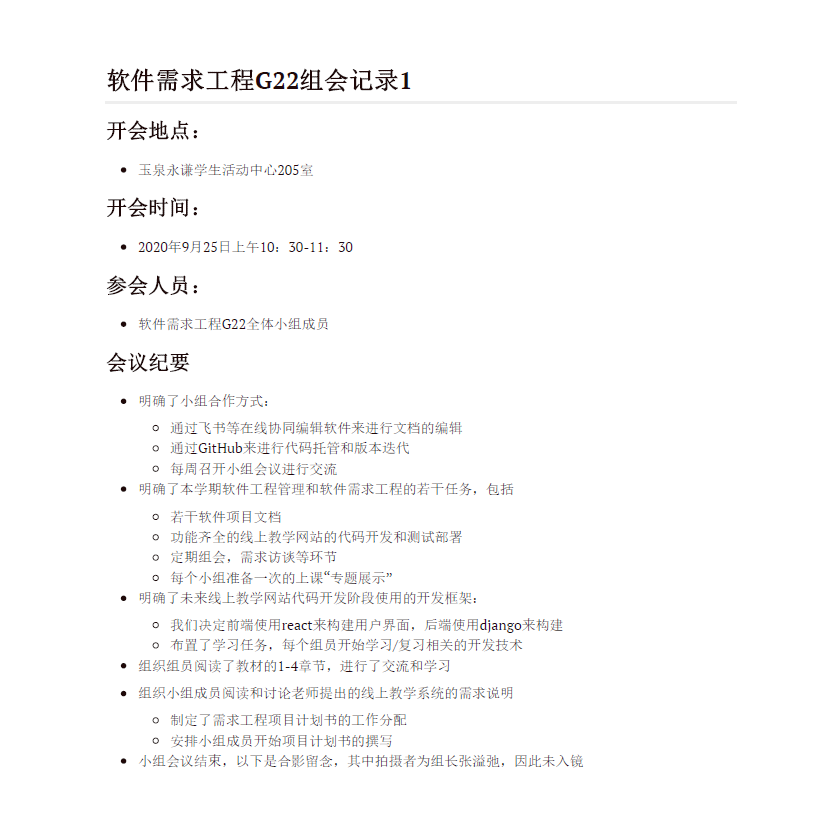 软件需求工程G22组会记录1
开会地点：
玉泉永谦学生活动中心205室
开会时间：
2020年9月25日上午10：30-11：30
参会人员：
软件需求工程G22全体小组成员
会议纪要
明确了小组合作方式：
通过飞书等在线协同编辑软件来进行文档的编辑
通过GitHub来进行代码托管和版本迭代
每周召开小组会议进行交流
明确了本学期软件工程管理和软件需求工程的若干任务，包括
若干软件项目文档
功能齐全的线上教学网站的代码开发和测试部署
定期组会，需求访谈等环节
每个小组准备一次的上课“专题展示”
明确了未来线上教学网站代码开发阶段使用的开发框架：
我们决定前端使用react来构建用户界面，后端使用django来构建
布置了学习任务，每个组员开始学习/复习相关的开发技术
组织组员阅读了教材的1-4章节，进行了交流和学习
组织小组成员阅读和讨论老师提出的线上教学系统的需求说明
制定了需求工程项目计划书的工作分配
安排小组成员开始项目计划书的撰写
小组会议结束，以下是合影留念，其中拍摄者为组长张溢弛，因此未入镜